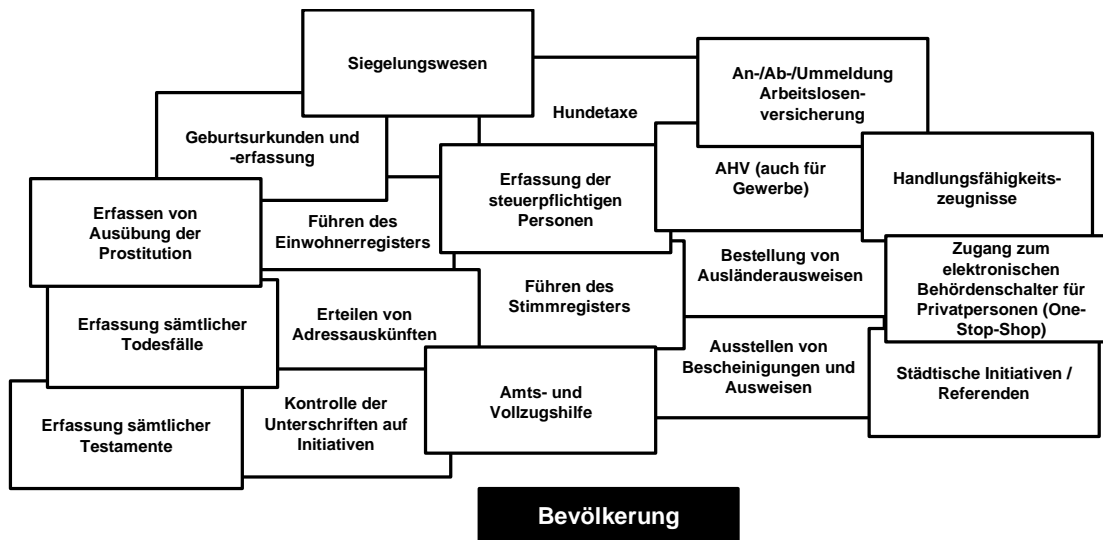 Siegelungswesen
An-/Ab-/Ummeldung
Arbeitslosen-
versicherung
Hundetaxe
Geburtsurkunden und
-erfassung
AHV (auch für
Gewerbe)
Handlungsfähigkeits-
zeugnisse
Erfassung der
steuerpflichtigen
Personen
Erfassen von
Ausübung der
Prostitution
Führen des
Einwohnerregisters
Bestellung von
Ausländerausweisen
Zugang zum
elektronischen
Behördenschalter für
Privatpersonen (One-
Stop-Shop)
Führen des
Stimmregisters
Erfassung sämtlicher
Todesfälle
Erteilen von
Adressauskünften
Ausstellen von
Bescheinigungen und
Ausweisen
Städtische Initiativen /
Referenden
Amts- und
Vollzugshilfe
Kontrolle der
Unterschriften auf
Initiativen
Erfassung sämtlicher
Testamente
Bevölkerung